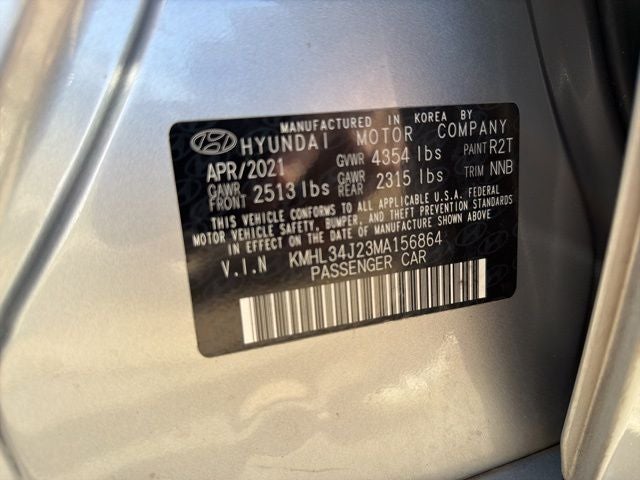 MANUFACTURED IN KOREA BY
HYUNDAI MOTOR COMPANY
APR/2021 GVWR 4354 lbs PAINT R2T
GAWR FRONT 2513 lbs GAWR REAR 2315 lbs TRIM NNB
THIS VEHICLE CONFORMS TO ALL APPLICABLE U.S.A. FEDERAL
MOTOR VEHICLE SAFETY, BUMPER, AND THEFT PREVENTION STANDARDS
IN EFFECT ON THE DATE OF MANUFACTURE SHOWN ABOVE.
V.I.N KMHL34J23MA156864
PASSENGER CAR